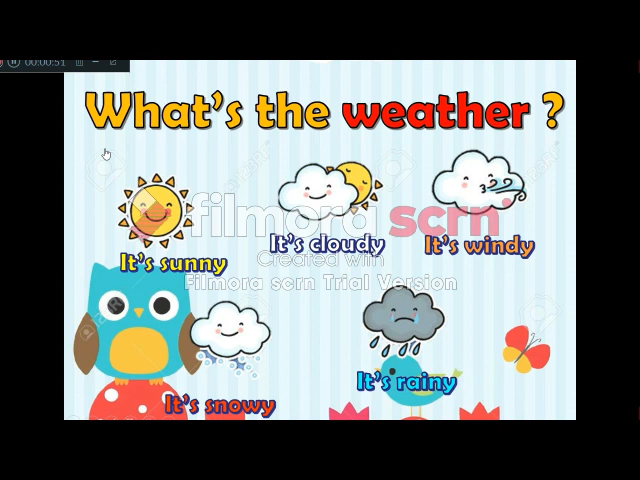 00:00:51
What's the weather ?
filmora scrn
It's sunny
It's cloudy
It's windy
Created with
Filmora scrn Trial Version
It's snowy
It's rainy